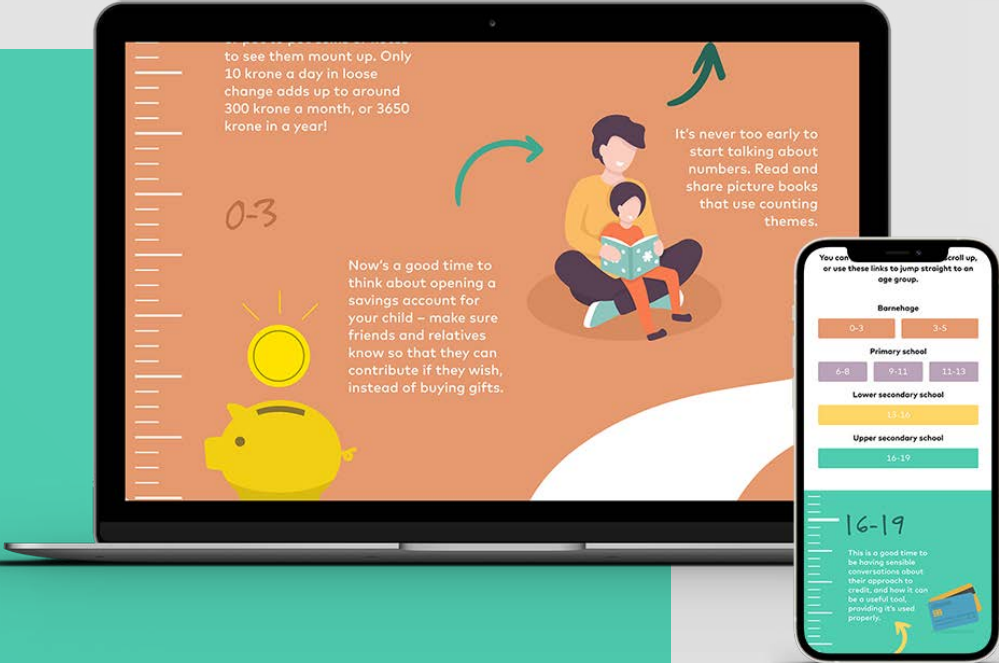 to see them mount up. Only
10 krone a day in loose
change adds up to around
300 krone a month, or 3650
krone in a year!
0-3
It's never too early to
start talking about
numbers. Read and
share picture books
that use counting
themes.
Now's a good time to
think about opening a
savings account for
your child – make sure
friends and relatives
know so that they can
contribute if they wish,
instead of buying gifts.
You can scroll up,
or use these links to jump straight to an
age group.
Barnehage
0-3 3-5
Primary school
6-8 9-11 11-13
Lower secondary school
13-16
Upper secondary school
16-19
16-19
This is a good time to
be having sensible
conversations about
their approach to
credit, and how it can
be a useful tool,
providing it's used
properly.